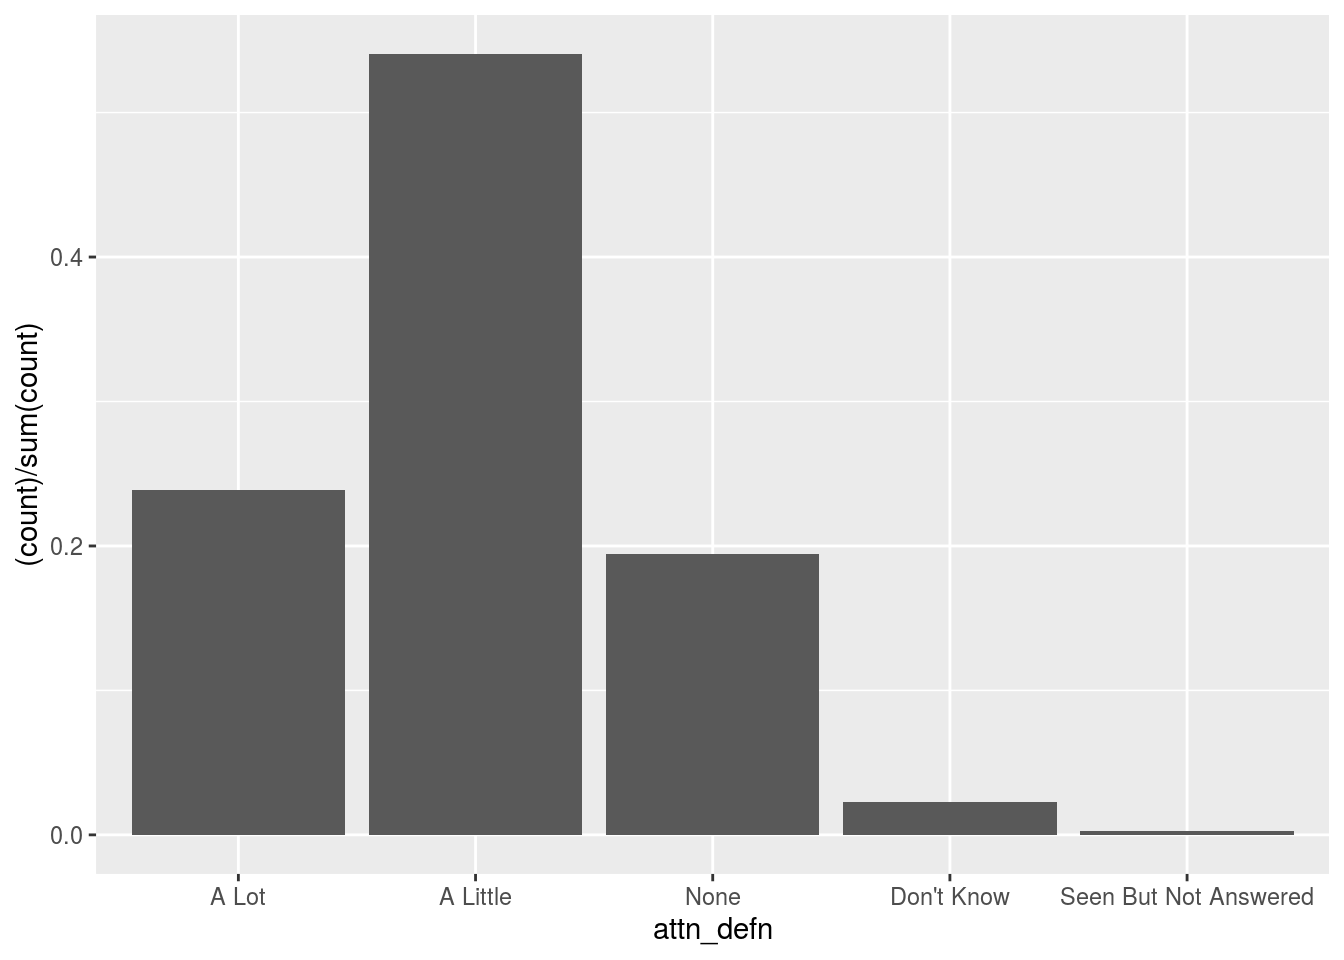 (count)/sum(count)
0.4
0.2
0.0
A Lot
A Little
None
Don't Know
Seen But Not Answered
attn_defn